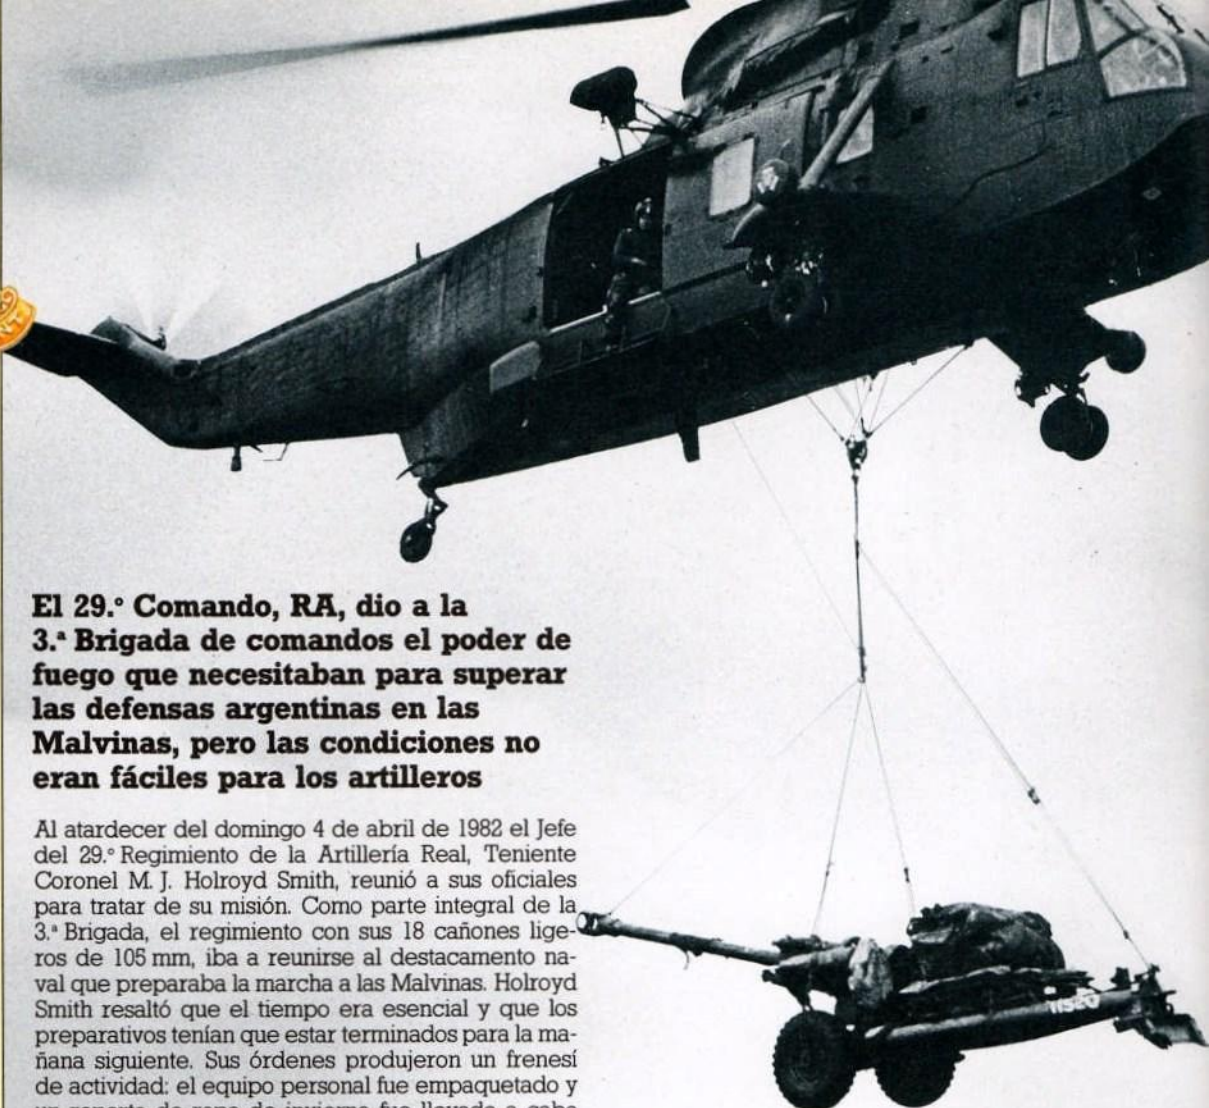 El 29.º Comando, RA, dio a la
3.ª Brigada de comandos el poder de
fuego que necesitaban para superar
las defensas argentinas en las
Malvinas, pero las condiciones no
eran fáciles para los artilleros
Al atardecer del domingo 4 de abril de 1982 el Jefe
del 29.º Regimiento de la Artillería Real, Teniente
Coronel M. J. Holroyd Smith, reunió a sus oficiales
para tratar de su misión. Como parte integral de la
3.ª Brigada, el regimiento con sus 18 cañones lige-
ros de 105 mm, iba a reunirse al destacamento na-
val que preparaba la marcha a las Malvinas. Holroyd
Smith resaltó que el tiempo era esencial y que los
preparativos tenían que estar terminados para la ma-
ñana siguiente. Sus órdenes produjeron un frenesí
de actividad: el equipo personal fue empaquetado y